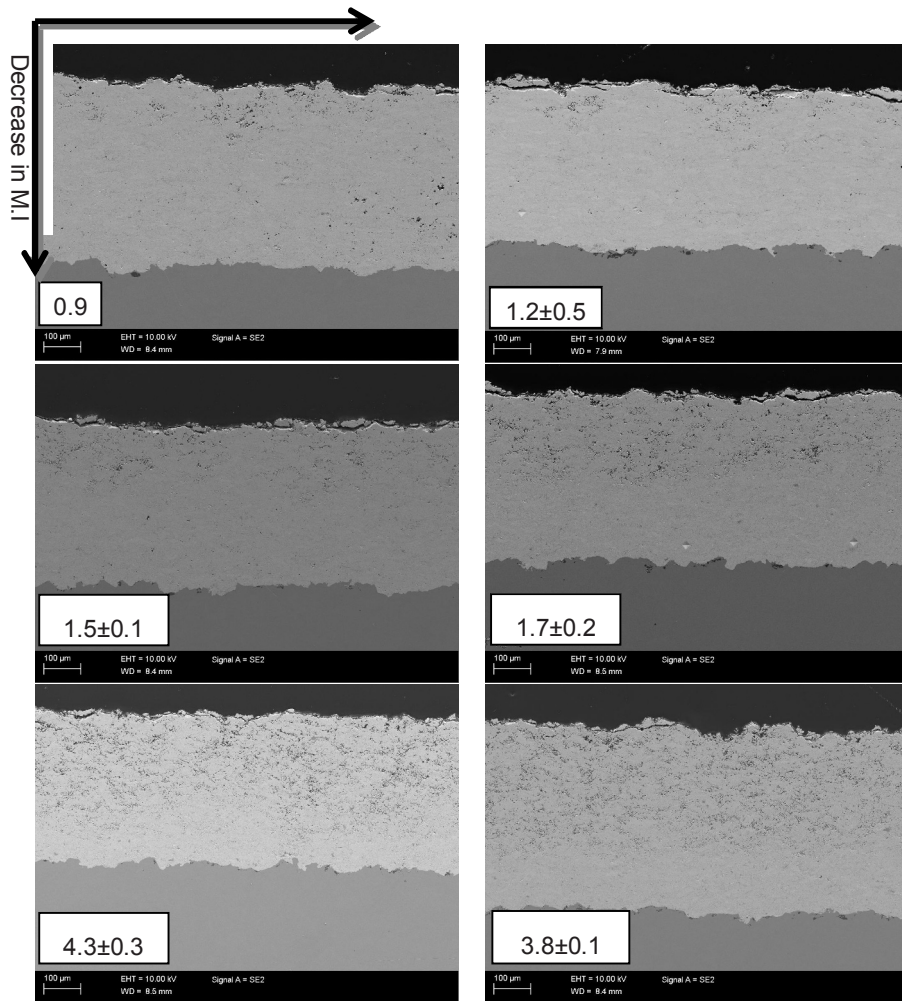 Decrease in M.I
0.9
100 µm
EHT = 10.00 kV
Signal A = SE2
WD = 8.4 mm
1.2±0.5
100 µm
EHT = 10.00 kV
Signal A = SE2
WD = 7.9 mm
1.5±0.1
100 µm
EHT = 10.00 kV
Signal A = SE2
WD = 8.4 mm
1.7±0.2
100 µm
EHT = 10.00 kV
Signal A = SE2
WD = 8.5 mm
4.3±0.3
100 µm
EHT = 10.00 kV
Signal A = SE2
WD = 8.5 mm
3.8±0.1
100 µm
EHT = 10.00 kV
Signal A = SE2
WD = 8.4 mm